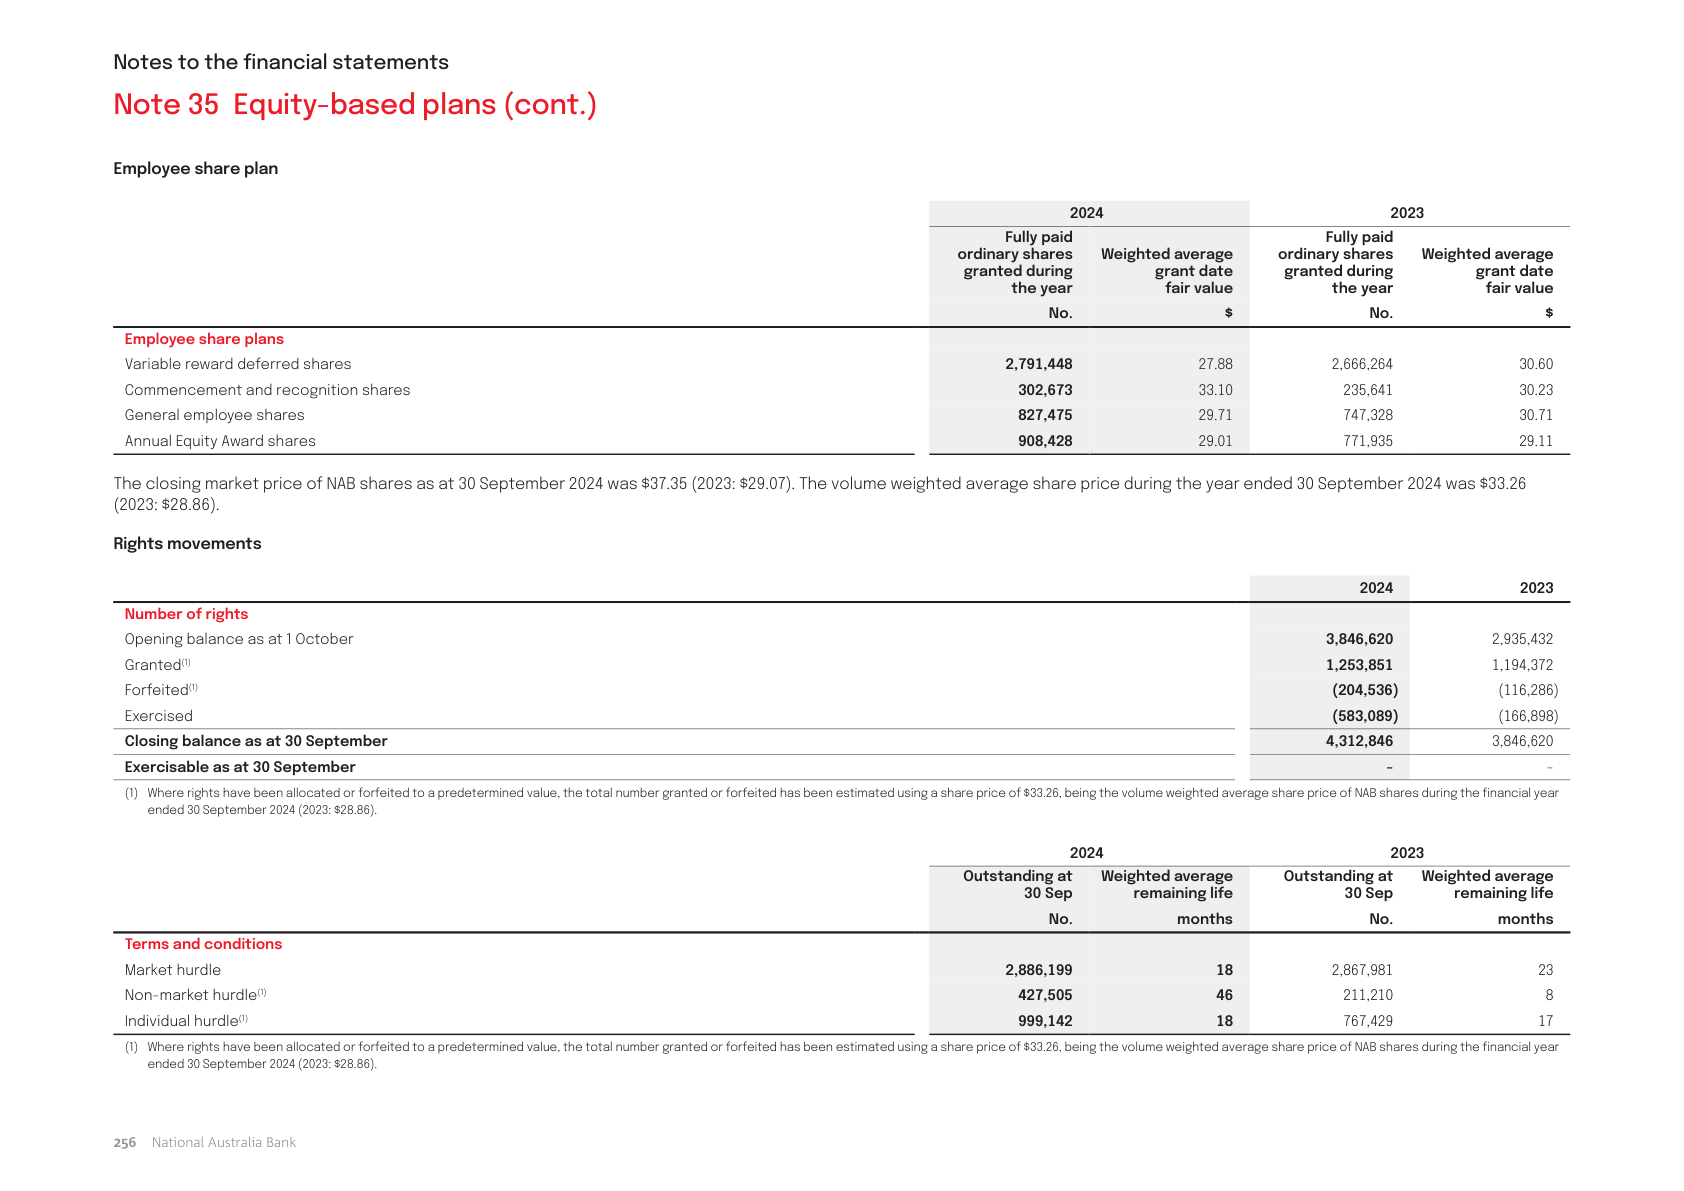 Notes to the financial statements
Note 35 Equity-based plans (cont.)
Employee share plan
2024 2023
Fully paid ordinary shares granted during the year Weighted average grant date fair value Fully paid ordinary shares granted during the year Weighted average grant date fair value
No. $ No. $
Employee share plans
Variable reward deferred shares 2,791,448 27.88 2,666,264 30.60
Commencement and recognition shares 302,673 33.10 235,641 30.23
General employee shares 827,475 29.71 747,328 30.71
Annual Equity Award shares 908,428 29.01 771,935 29.11
The closing market price of NAB shares as at 30 September 2024 was $37.35 (2023: $29.07). The volume weighted average share price during the year ended 30 September 2024 was $33.26
(2023: $28.86).
Rights movements
2024 2023
Number of rights
Opening balance as at 1 October 3,846,620 2,935,432
Granted(1) 1,253,851 1,194,372
Forfeited(1) (204,536) (116,286)
Exercised (583,089) (166,898)
Closing balance as at 30 September 4,312,846 3,846,620
Exercisable as at 30 September – –
(1) Where rights have been allocated or forfeited to a predetermined value, the total number granted or forfeited has been estimated using a share price of $33.26, being the volume weighted average share price of NAB shares during the financial year
ended 30 September 2024 (2023: $28.86).
2024 2023
Outstanding at 30 Sep Weighted average remaining life Outstanding at 30 Sep Weighted average remaining life
No. months No. months
Terms and conditions
Market hurdle 2,886,199 18 2,867,981 23
Non-market hurdle(1) 427,505 46 211,210 8
Individual hurdle(1) 999,142 18 767,429 17
(1) Where rights have been allocated or forfeited to a predetermined value, the total number granted or forfeited has been estimated using a share price of $33.26, being the volume weighted average share price of NAB shares during the financial year
ended 30 September 2024 (2023: $28.86).
256 National Australia Bank